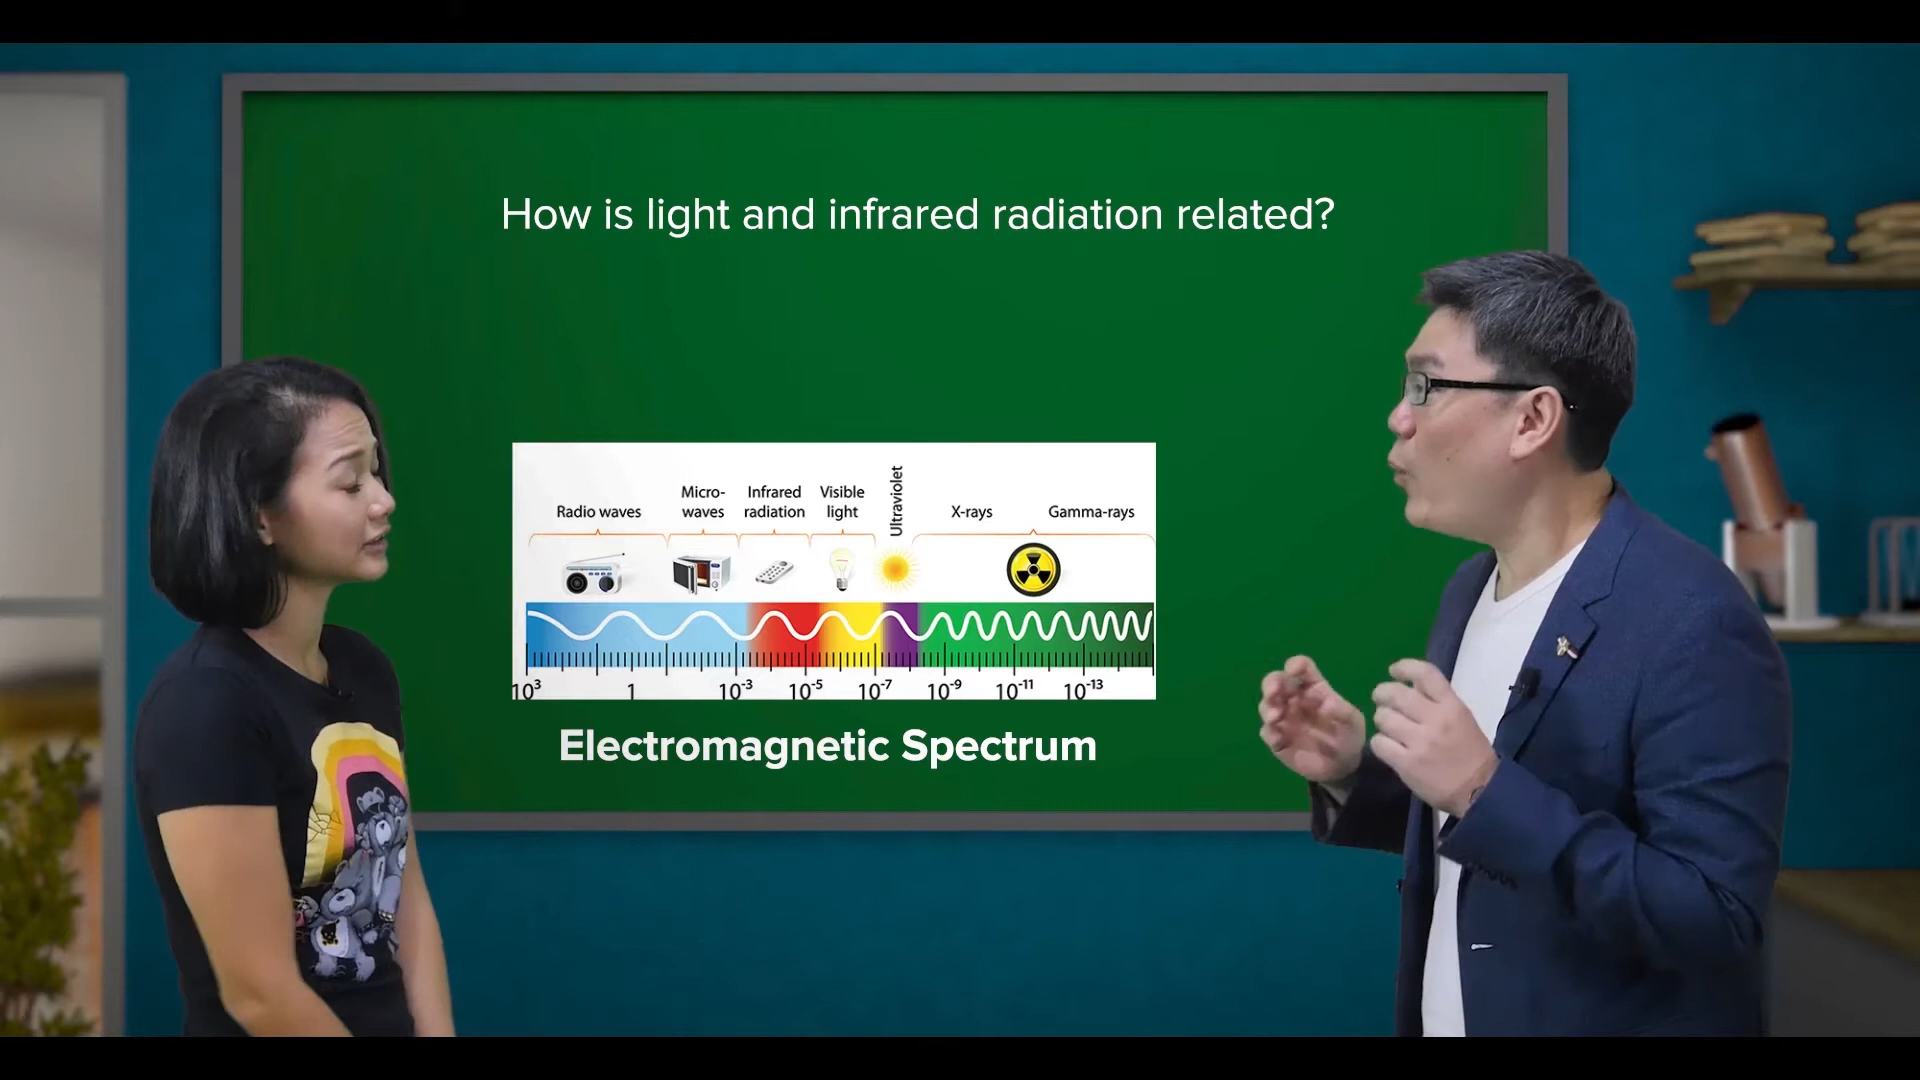 How is light and infrared radiation related?
Radio waves
Micro-
waves
Infrared
radiation
Visible
light
Ultraviolet
X-rays
Gamma-rays
10³
1
10⁻³
10⁻⁵
10⁻⁷
10⁻⁹
10⁻¹¹
10⁻¹³
Electromagnetic Spectrum